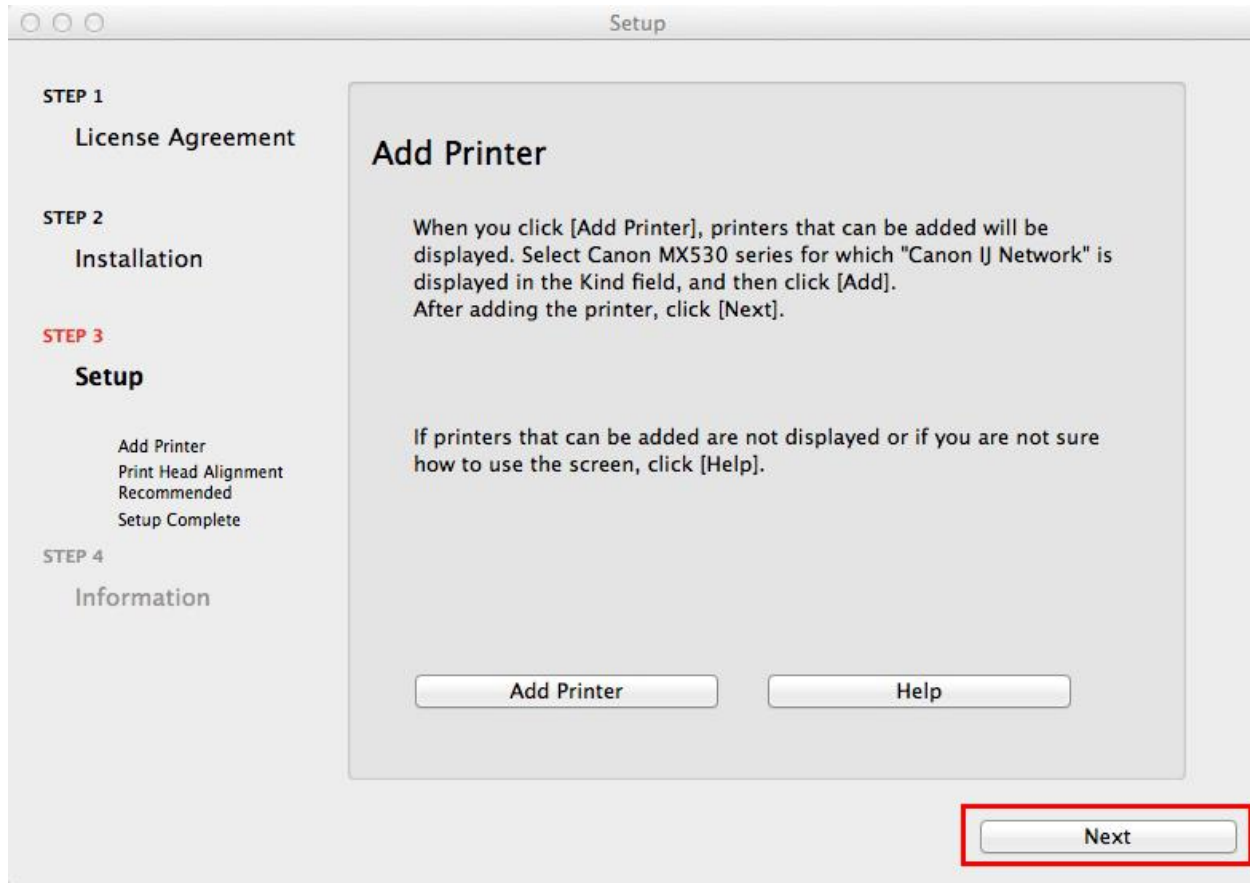 Setup
STEP 1
License Agreement
STEP 2
Installation
STEP 3
Setup
Add Printer
Print Head Alignment
Recommended
Setup Complete
STEP 4
Information
Add Printer
When you click [Add Printer], printers that can be added will be
displayed. Select Canon MX530 series for which "Canon IJ Network" is
displayed in the Kind field, and then click [Add].
After adding the printer, click [Next].
If printers that can be added are not displayed or if you are not sure
how to use the screen, click [Help].
Add Printer
Help
Next